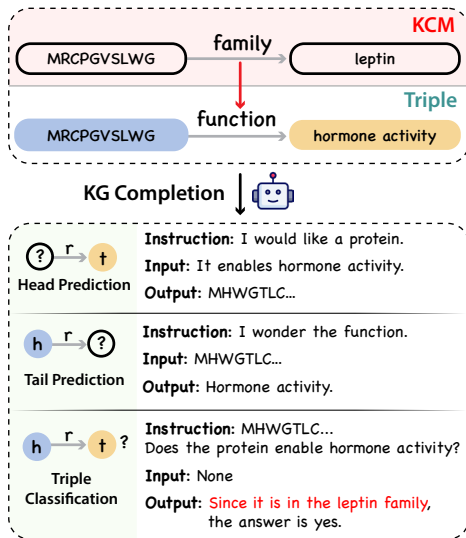 KCM
family
MRCPGVSLWG
leptin
Triple
function
MRCPGVSLWG
hormone activity
KG Completion
? r t
Head Prediction
Instruction: I would like a protein.
Input: It enables hormone activity.
Output: MHWGTLC...
h r ?
Tail Prediction
Instruction: I wonder the function.
Input: MHWGTLC...
Output: Hormone activity.
h r t ?
Triple
Classification
Instruction: MHWGTLC...
Does the protein enable hormone activity?
Input: None
Output: Since it is in the leptin family,
the answer is yes.